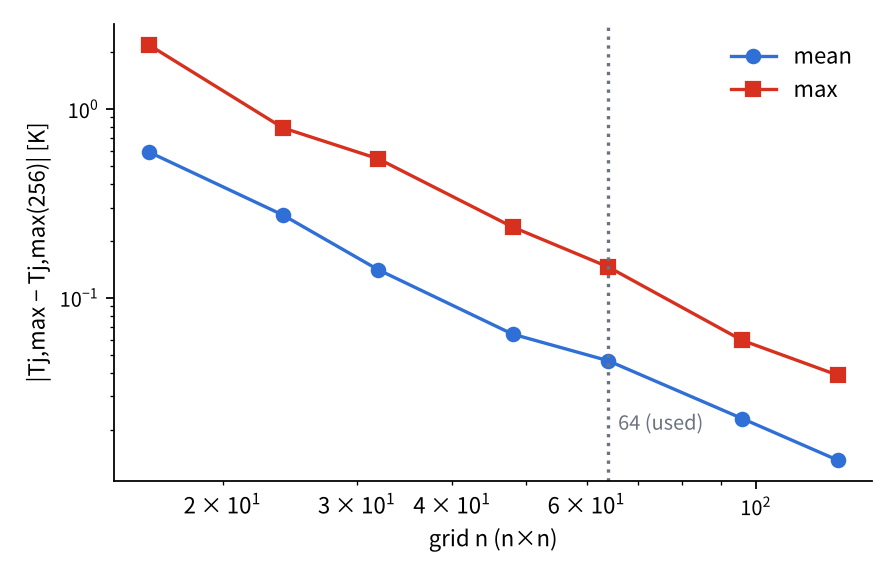 mean
max
10⁰
10⁻¹
|Tj,max − Tj,max(256)| [K]
64 (used)
2 × 10¹ 3 × 10¹ 4 × 10¹ 6 × 10¹ 10²
grid n (n×n)